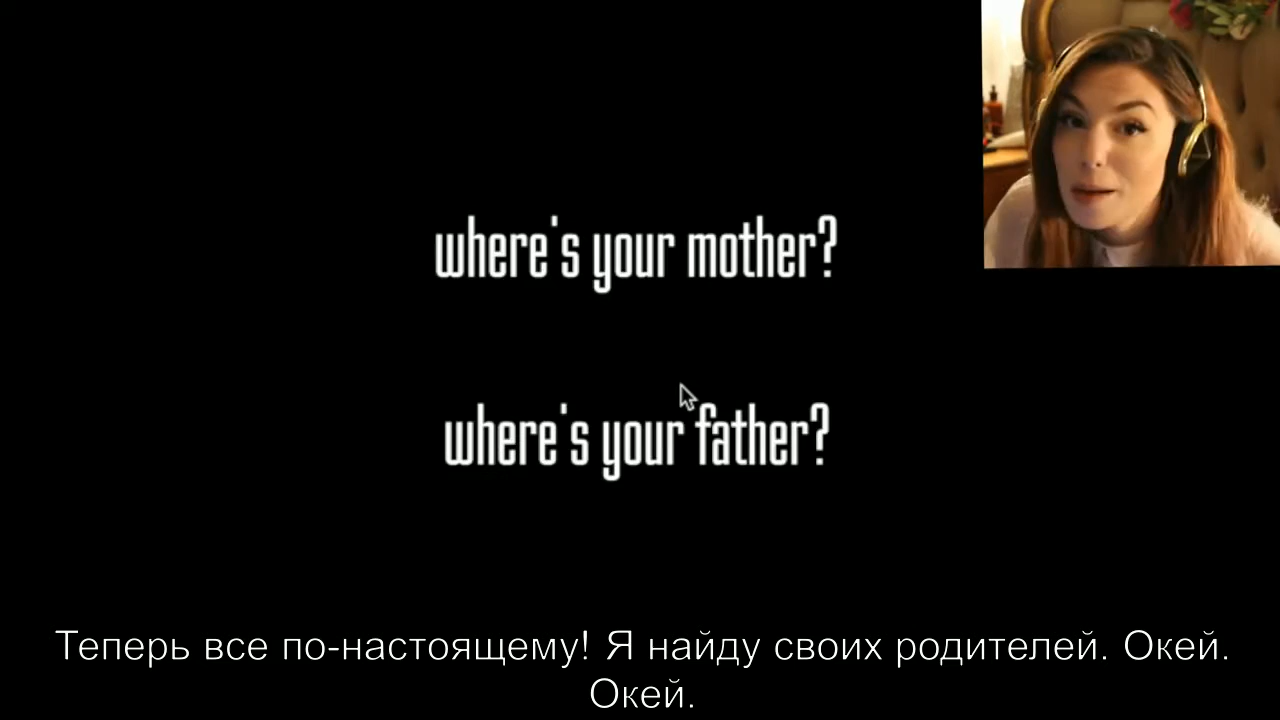 where's your mother?
where's your father?
Теперь все по-настоящему! Я найду своих родителей. Окей.
Окей.